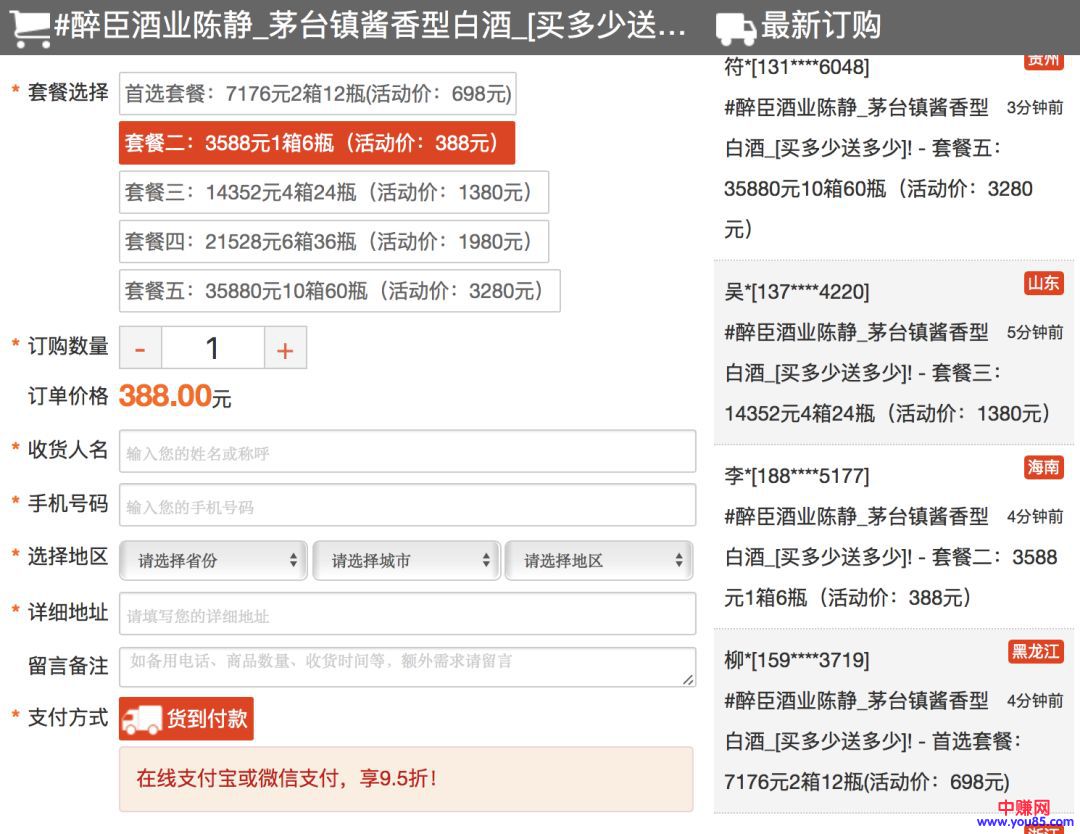 #醉臣酒业陈静_茅台镇酱香型白酒_[买多少送...
* 套餐选择
首选套餐：7176元2箱12瓶(活动价：698元)
套餐二：3588元1箱6瓶（活动价：388元）
套餐三：14352元4箱24瓶（活动价：1380元）
套餐四：21528元6箱36瓶（活动价：1980元）
套餐五：35880元10箱60瓶（活动价：3280元）
* 订购数量 - 1 +
订单价格 388.00元
* 收货人名 输入您的姓名或称呼
* 手机号码 输入您的手机号码
* 选择地区 请选择省份 请选择城市 请选择地区
* 详细地址 请填写您的详细地址
留言备注 如备用电话、商品数量、收货时间等，额外需求请留言
* 支付方式 货到付款
在线支付宝或微信支付，享9.5折！
最新订购
符*[131****6048] 贵州
#醉臣酒业陈静_茅台镇酱香型 3分钟前
白酒_[买多少送多少]! - 套餐五：
35880元10箱60瓶（活动价：3280
元）
吴*[137****4220] 山东
#醉臣酒业陈静_茅台镇酱香型 5分钟前
白酒_[买多少送多少]! - 套餐三：
14352元4箱24瓶（活动价：1380元）
李*[188****5177] 海南
#醉臣酒业陈静_茅台镇酱香型 4分钟前
白酒_[买多少送多少]! - 套餐二：3588
元1箱6瓶（活动价：388元）
柳*[159****3719] 黑龙江
#醉臣酒业陈静_茅台镇酱香型 4分钟前
白酒_[买多少送多少]! - 首选套餐：
7176元2箱12瓶(活动价：698元)
中赚网
www.you85.com
浙江